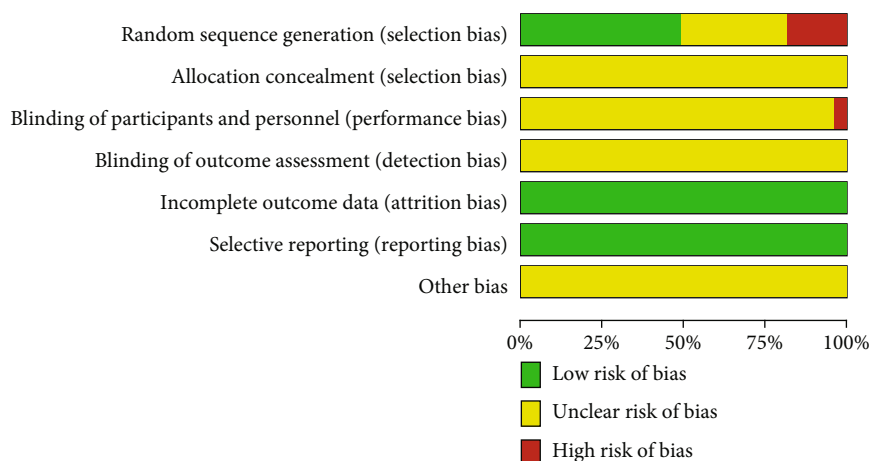 Random sequence generation (selection bias)
Allocation concealment (selection bias)
Blinding of participants and personnel (performance bias)
Blinding of outcome assessment (detection bias)
Incomplete outcome data (attrition bias)
Selective reporting (reporting bias)
Other bias
0% 25% 50% 75% 100%
Low risk of bias
Unclear risk of bias
High risk of bias